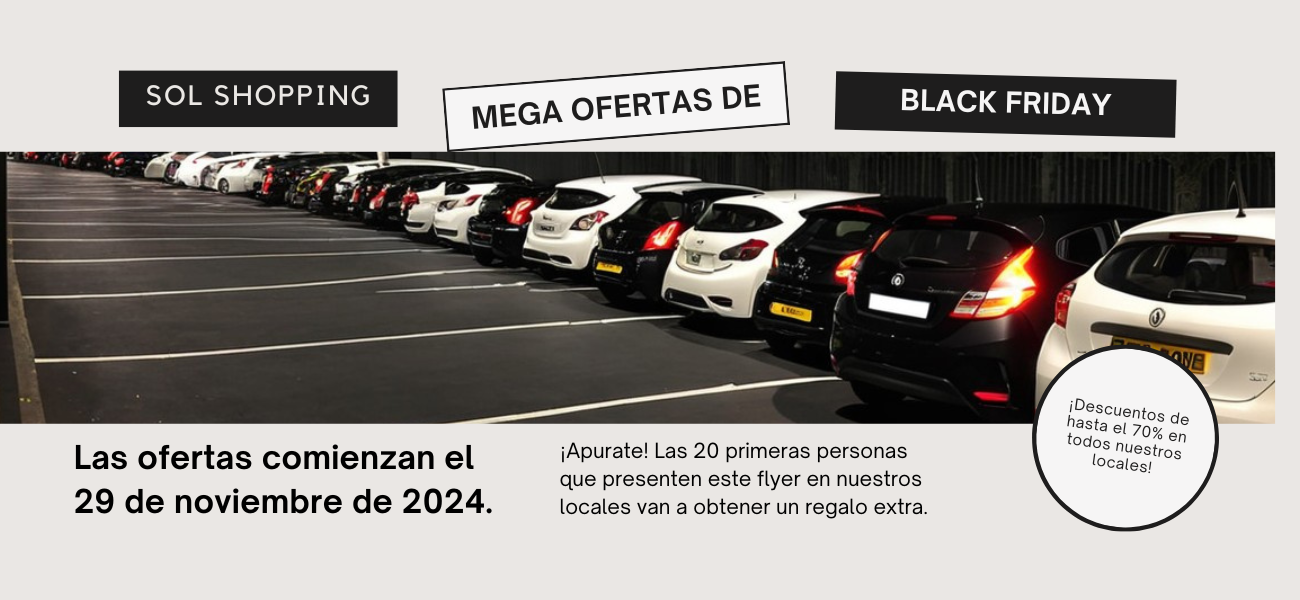 SOL SHOPPING
MEGA OFERTAS DE
BLACK FRIDAY
Las ofertas comienzan el
29 de noviembre de 2024.
¡Apurate! Las 20 primeras personas
que presenten este flyer en nuestros
locales van a obtener un regalo extra.
¡Descuentos de
hasta el 70% en
todos nuestros
locales!